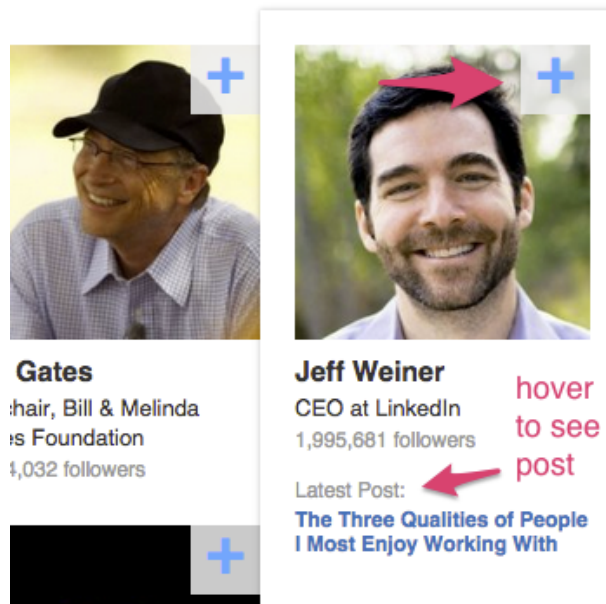 Gates
chair, Bill & Melinda
es Foundation
4,032 followers
Jeff Weiner
CEO at LinkedIn
1,995,681 followers
Latest Post:
The Three Qualities of People
I Most Enjoy Working With
hover
to see
post